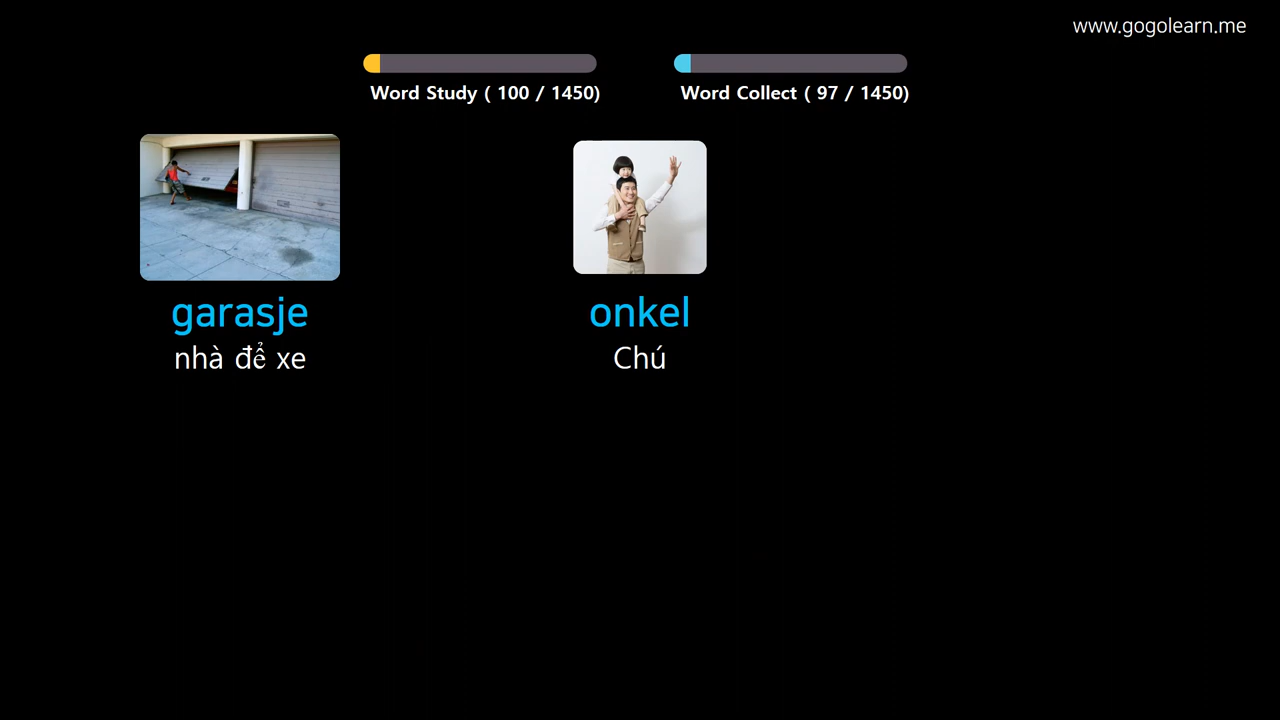 www.gogolearn.me
Word Study ( 100 / 1450)
Word Collect ( 97 / 1450)
garasje
nhà để xe
onkel
Chú